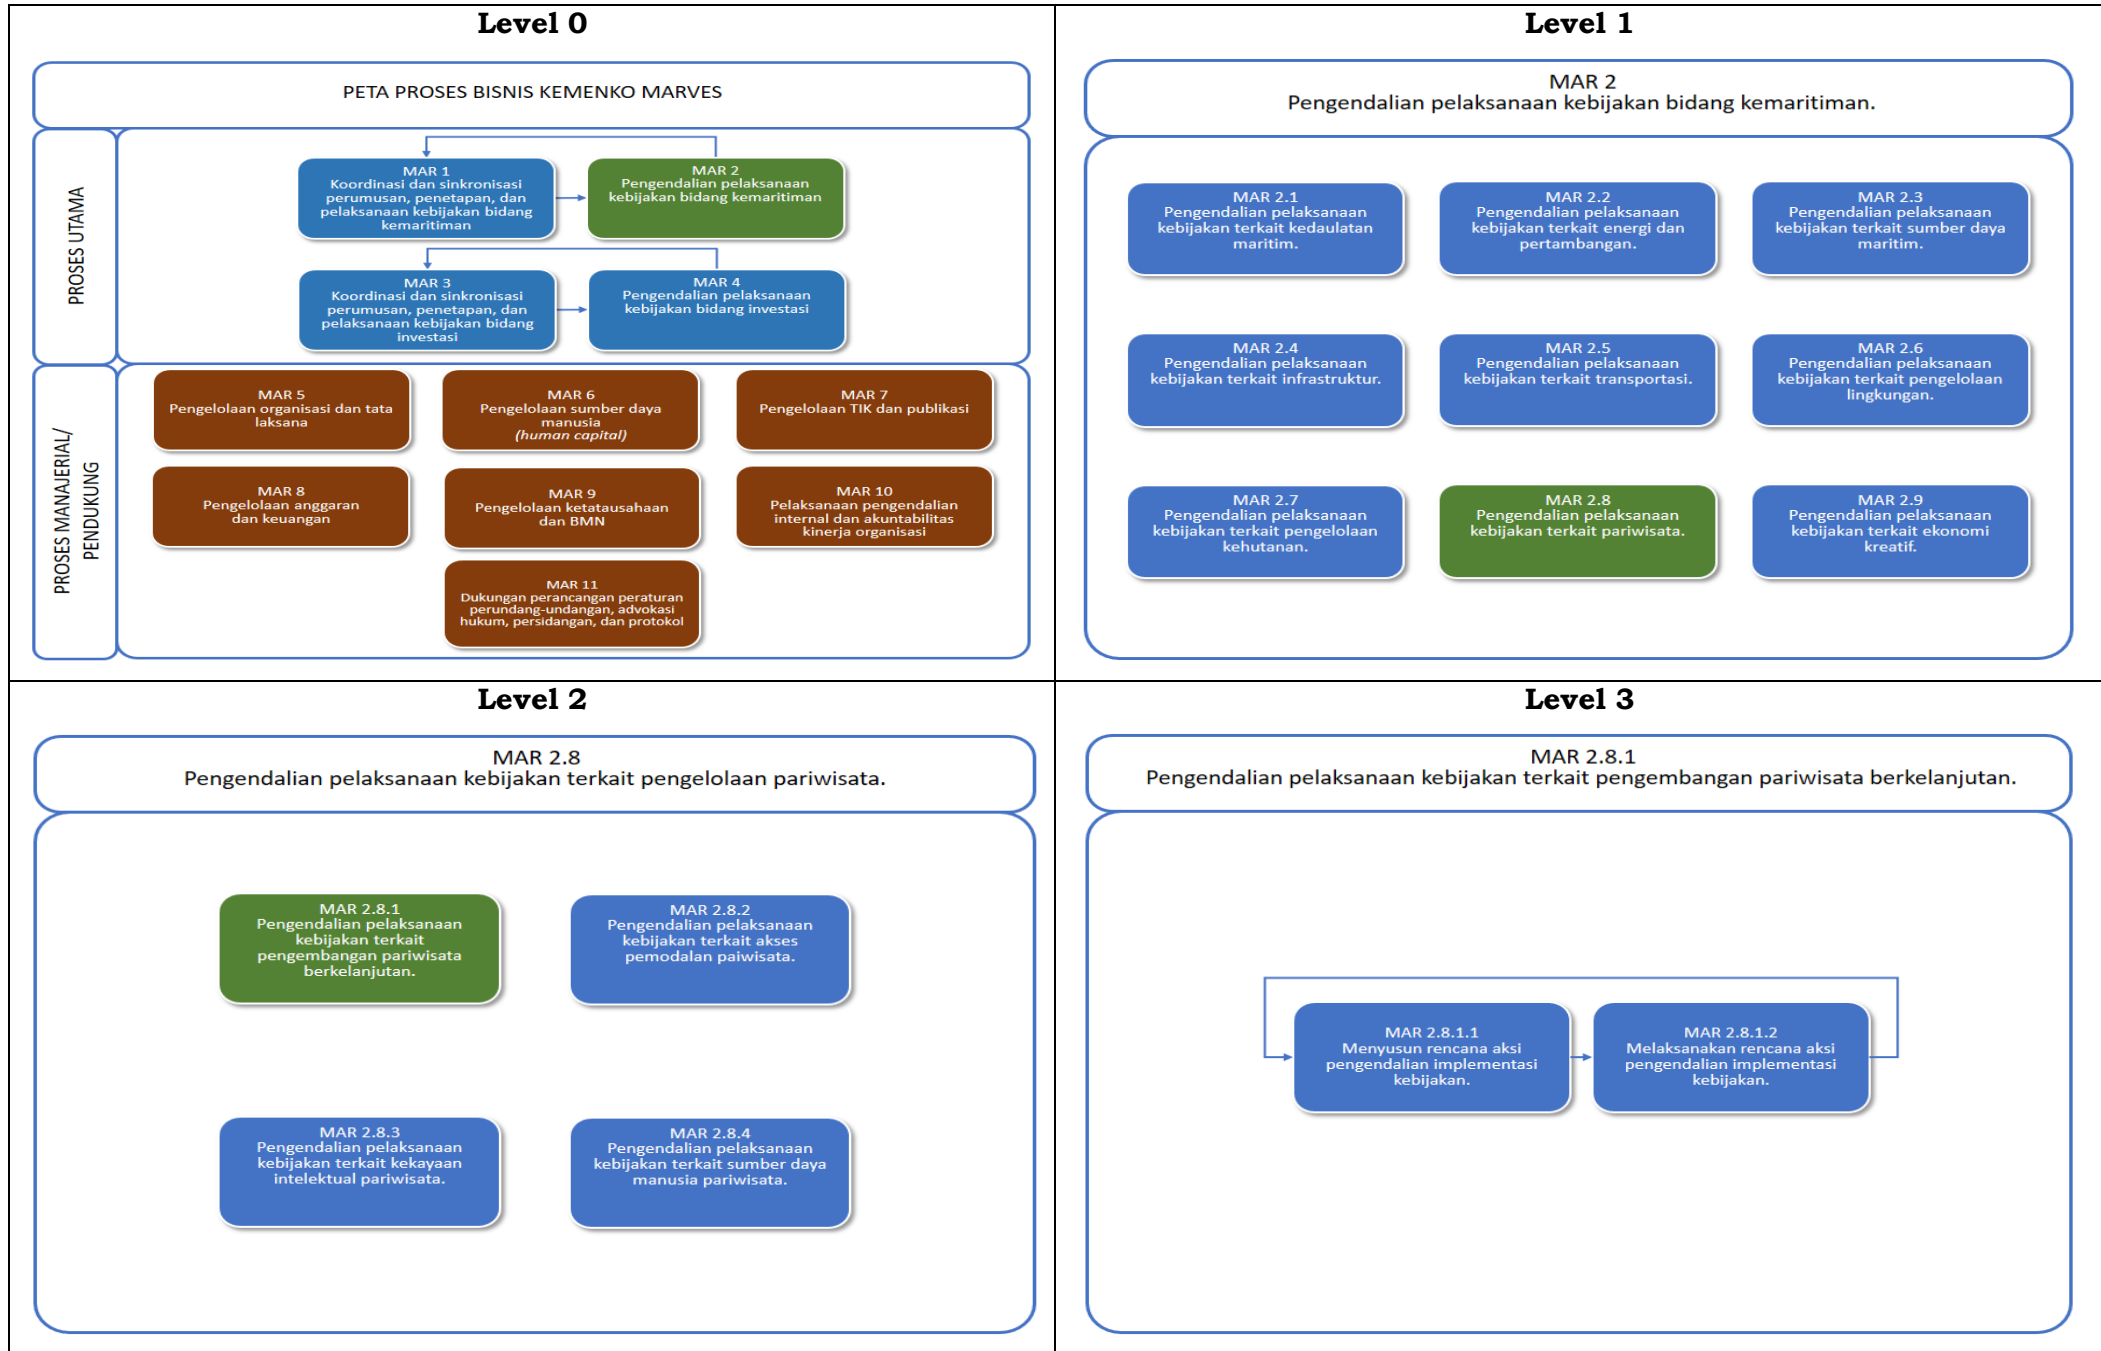 Level 0
PETA PROSES BISNIS KEMENKO MARVES
PROSES UTAMA
MAR 1
Koordinasi dan sinkronisasi
perumusan, penetapan, dan
pelaksanaan kebijakan bidang
kemaritiman
MAR 2
Pengendalian pelaksanaan
kebijakan bidang kemaritiman
MAR 3
Koordinasi dan sinkronisasi
perumusan, penetapan, dan
pelaksanaan kebijakan bidang
investasi
MAR 4
Pengendalian pelaksanaan
kebijakan bidang investasi
PROSES MANAJERIAL/
PENDUKUNG
MAR 5
Pengelolaan organisasi dan tata
laksana
MAR 6
Pengelolaan sumber daya
manusia
(human capital)
MAR 7
Pengelolaan TIK dan publikasi
MAR 8
Pengelolaan anggaran
dan keuangan
MAR 9
Pengelolaan ketatausahaan
dan BMN
MAR 10
Pelaksanaan pengendalian
internal dan akuntabilitas
kinerja organisasi
MAR 11
Dukungan perancangan peraturan
perundang-undangan, advokasi
hukum, persidangan, dan protokol
Level 1
MAR 2
Pengendalian pelaksanaan kebijakan bidang kemaritiman.
MAR 2.1
Pengendalian pelaksanaan
kebijakan terkait kedaulatan
maritim.
MAR 2.2
Pengendalian pelaksanaan
kebijakan terkait energi dan
pertambangan.
MAR 2.3
Pengendalian pelaksanaan
kebijakan terkait sumber daya
maritim.
MAR 2.4
Pengendalian pelaksanaan
kebijakan terkait infrastruktur.
MAR 2.5
Pengendalian pelaksanaan
kebijakan terkait transportasi.
MAR 2.6
Pengendalian pelaksanaan
kebijakan terkait pengelolaan
lingkungan.
MAR 2.7
Pengendalian pelaksanaan
kebijakan terkait pengelolaan
kehutanan.
MAR 2.8
Pengendalian pelaksanaan
kebijakan terkait pariwisata.
MAR 2.9
Pengendalian pelaksanaan
kebijakan terkait ekonomi
kreatif.
Level 2
MAR 2.8
Pengendalian pelaksanaan kebijakan terkait pengelolaan pariwisata.
MAR 2.8.1
Pengendalian pelaksanaan
kebijakan terkait
pengembangan pariwisata
berkelanjutan.
MAR 2.8.2
Pengendalian pelaksanaan
kebijakan terkait akses
pemodalan paiwisata.
MAR 2.8.3
Pengendalian pelaksanaan
kebijakan terkait kekayaan
intelektual pariwisata.
MAR 2.8.4
Pengendalian pelaksanaan
kebijakan terkait sumber daya
manusia pariwisata.
Level 3
MAR 2.8.1
Pengendalian pelaksanaan kebijakan terkait pengembangan pariwisata berkelanjutan.
MAR 2.8.1.1
Menyusun rencana aksi
pengendalian implementasi
kebijakan.
MAR 2.8.1.2
Melaksanakan rencana aksi
pengendalian implementasi
kebijakan.